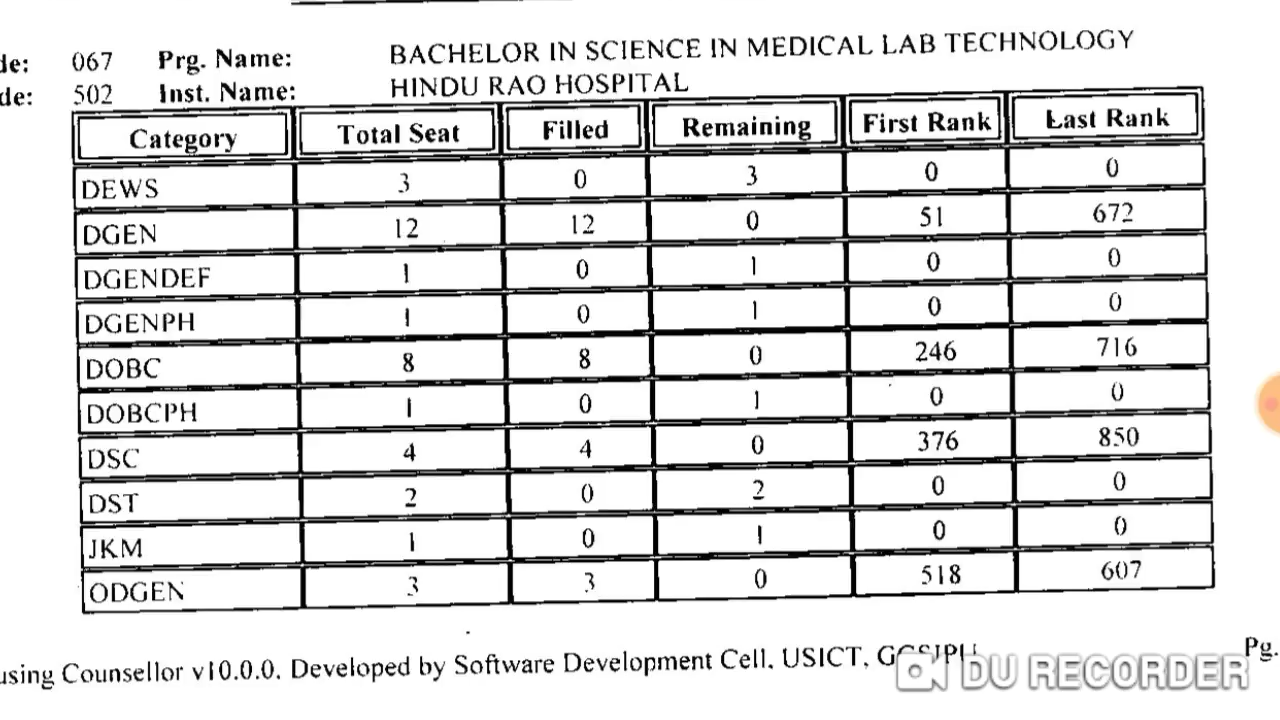 de: 067 Prg. Name: BACHELOR IN SCIENCE IN MEDICAL LAB TECHNOLOGY
de: 502 Inst. Name: HINDU RAO HOSPITAL
Category Total Seat Filled Remaining First Rank Last Rank
DEWS 3 0 3 0 0
DGEN 12 12 0 51 672
DGENDEF 1 0 1 0 0
DGENPH 1 0 1 0 0
DOBC 8 8 0 246 716
DOBCPH 1 0 1 0 0
DSC 4 4 0 376 850
DST 2 0 2 0 0
JKM 1 0 1 0 0
ODGEN 3 3 0 518 607
using Counsellor v10.0.0. Developed by Software Development Cell. USICT, Pg.
DU RECORDER